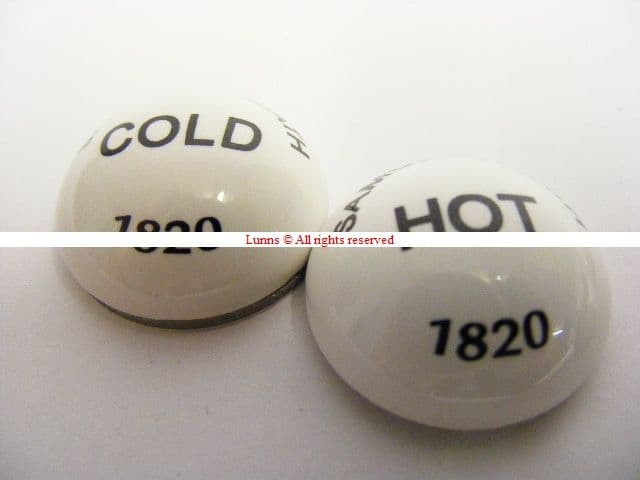 COLD
1820
HOT
1820
Lunns © All rights reserved